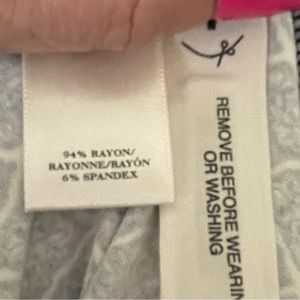 94% RAYON/
RAYONNE/RAYÓN
6% SPANDEX
REMOVE BEFORE WEARING
OR WASHING